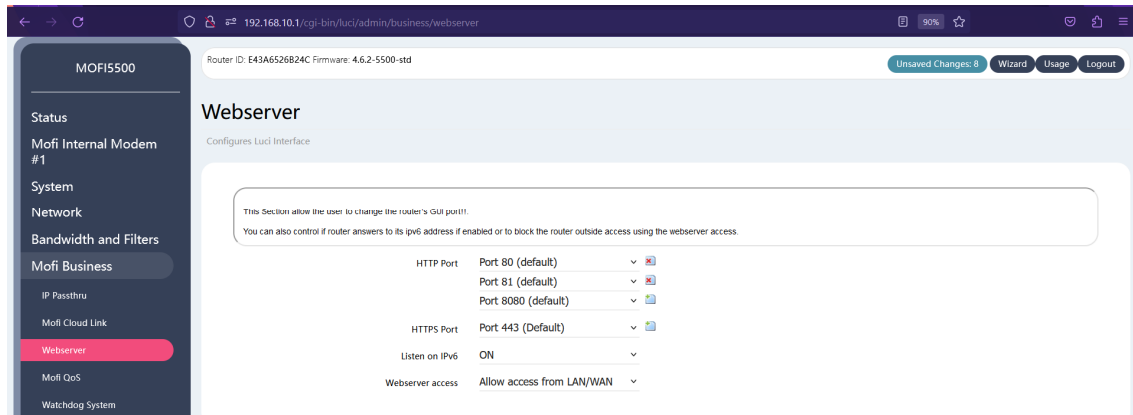 192.168.10.1/cgi-bin/luci/admin/business/webserver
90%
MOFI5500
Router ID: E43A6526B24C Firmware: 4.6.2-5500-std
Unsaved Changes: 8
Wizard
Usage
Logout
Status
Mofi Internal Modem
#1
System
Network
Bandwidth and Filters
Mofi Business
IP Passthru
Mofi Cloud Link
Webserver
Mofi QoS
Watchdog System
Webserver
Configures Luci Interface
This Section allow the user to change the router's GUI port!!.
You can also control if router answers to its ipv6 address if enabled or to block the router outside access using the webserver access.
HTTP Port Port 80 (default)
Port 81 (default)
Port 8080 (default)
HTTPS Port Port 443 (Default)
Listen on IPv6 ON
Webserver access Allow access from LAN/WAN